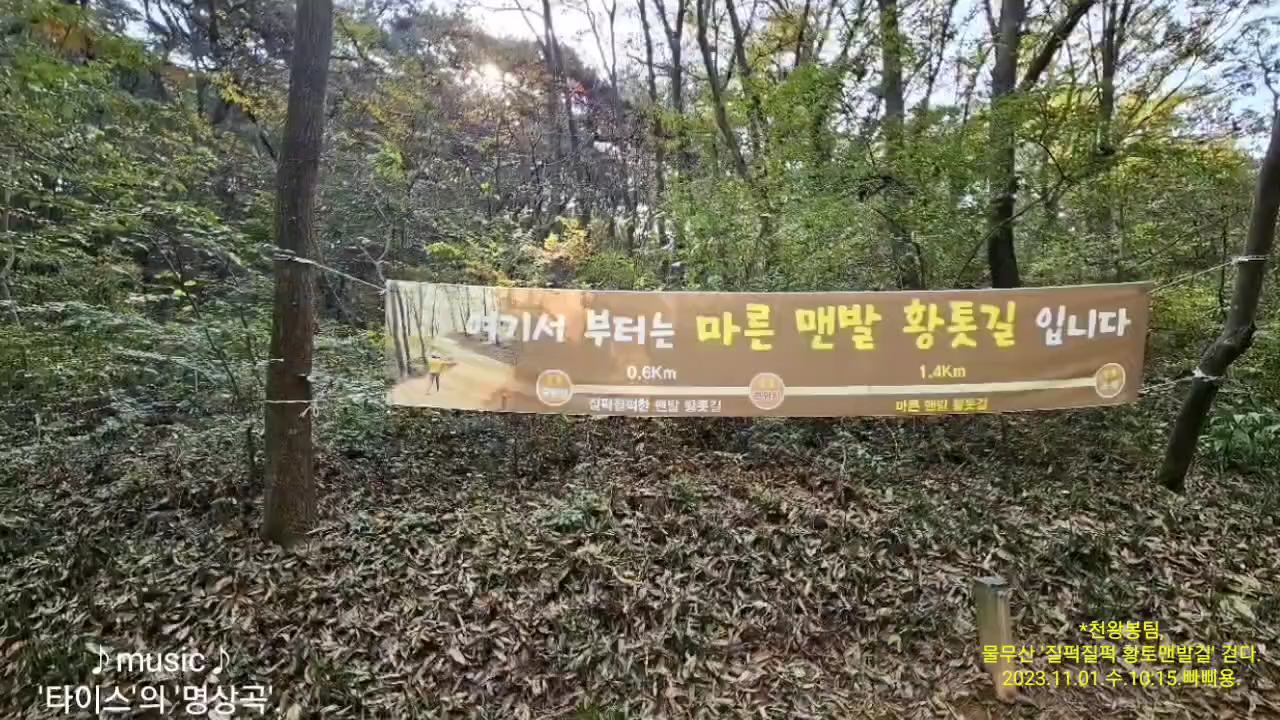 여기서 부터는 마른 맨발 황톳길 입니다
0.6Km
1.4Km
질퍽질퍽한 맨발 황톳길
마른 맨발 황톳길
*천왕봉팀,
물무산 '질퍽질퍽 황토맨발길' 걷다.
2023.11.01 수.10:15.빠삐용.
♪music♪
'타이스'의 '명상곡'.